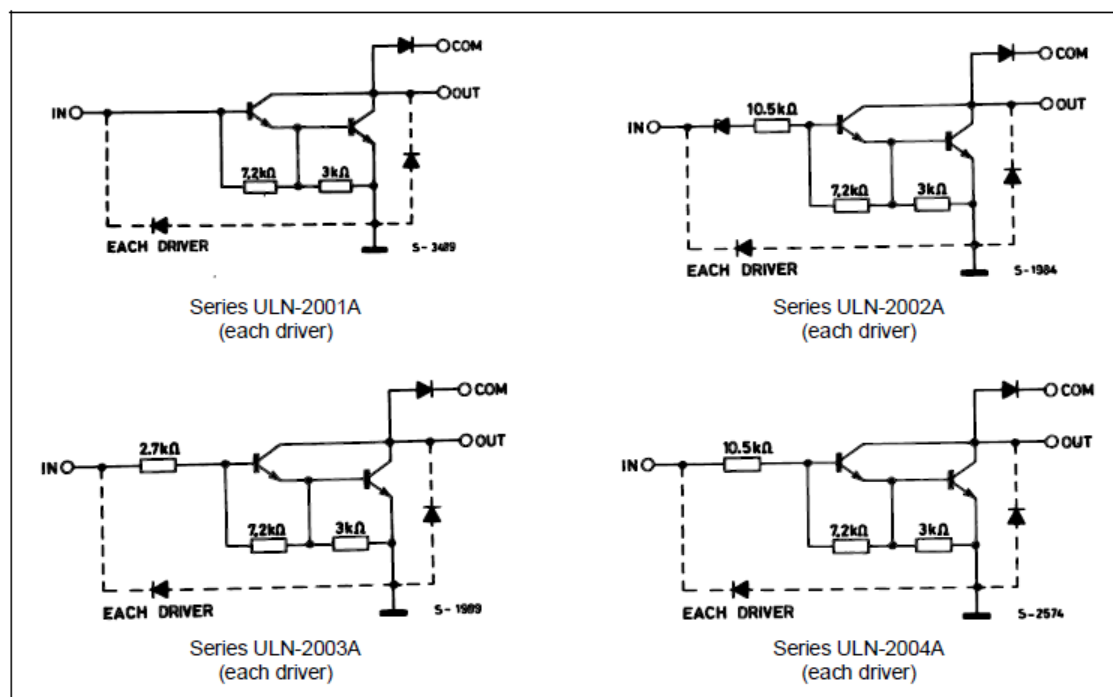 COM
OUT
IN
7.2kΩ
3kΩ
EACH DRIVER
S-3489
Series ULN-2001A
(each driver)
COM
OUT
10.5kΩ
IN
7.2kΩ
3kΩ
EACH DRIVER
S-1984
Series ULN-2002A
(each driver)
COM
OUT
2.7kΩ
IN
7.2kΩ
3kΩ
EACH DRIVER
S-1989
Series ULN-2003A
(each driver)
COM
OUT
10.5kΩ
IN
7.2kΩ
3kΩ
EACH DRIVER
S-2574
Series ULN-2004A
(each driver)